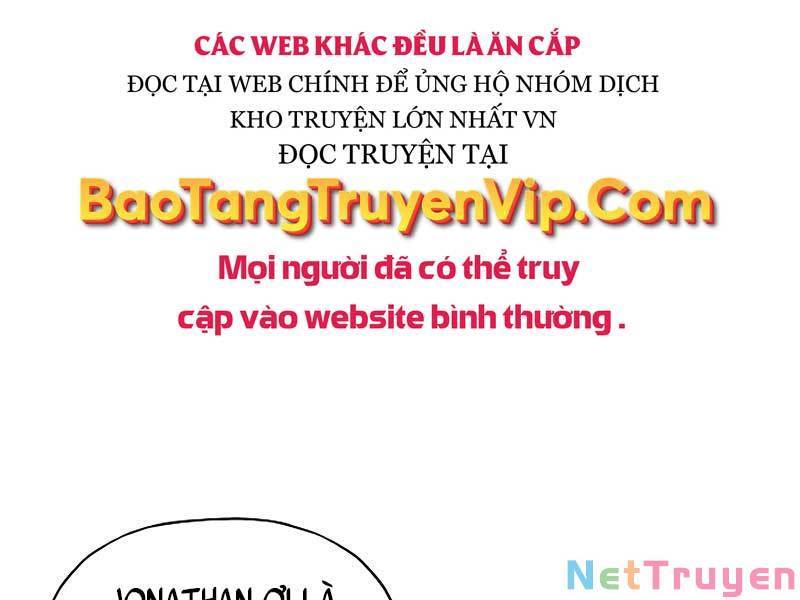 CÁC WEB KHÁC ĐỀU LÀ ĂN CẮP
ĐỌC TẠI WEB CHÍNH ĐỂ ỦNG HỘ NHÓM DỊCH
KHO TRUYỆN LỚN NHẤT VN
ĐỌC TRUYỆN TẠI
BaoTangTruyenVip.Com
Mọi người đã có thể truy
cập vào website bình thường .
JONATHAN ƠI LÀ
NetTruyen